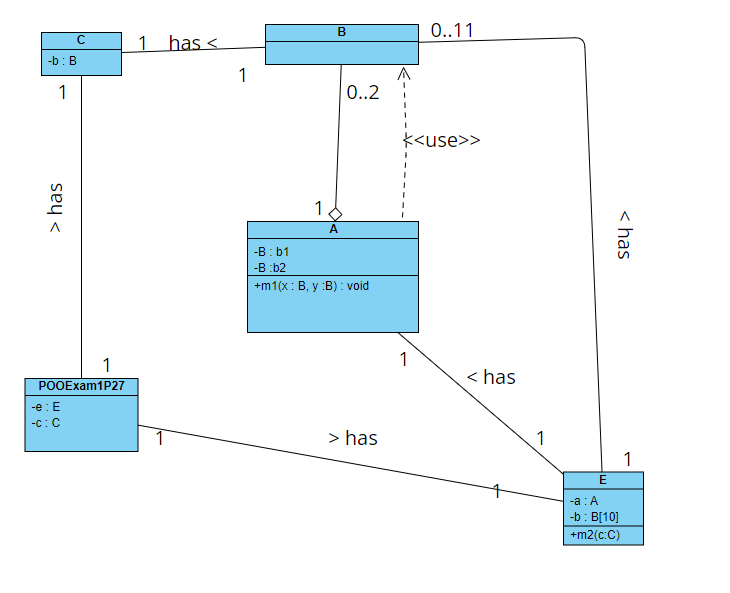 C
-b : B
1
has <
1
B
0..11
1
0..2
<<use>>
> has
< has
1
A
-B : b1
-B :b2
+m1(x : B, y :B) : void
1
1
< has
POOExam1P27
-e : E
-c : C
1
> has
1
1
1
E
-a : A
-b : B[10]
+m2(c:C)